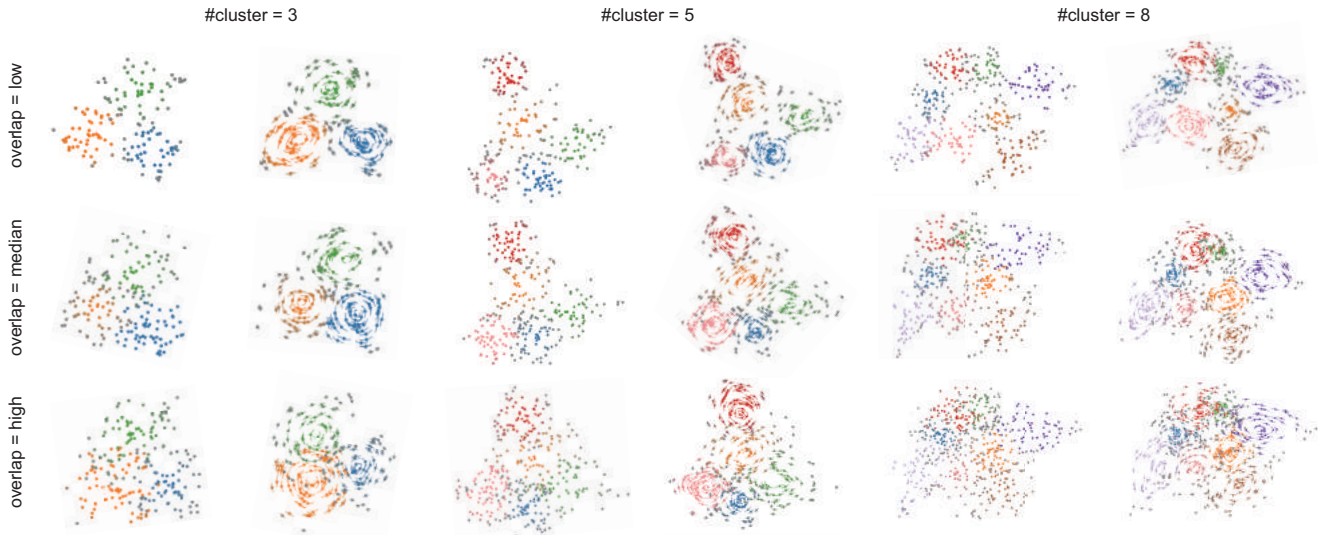 #cluster = 3
#cluster = 5
#cluster = 8
overlap = low
overlap = median
overlap = high